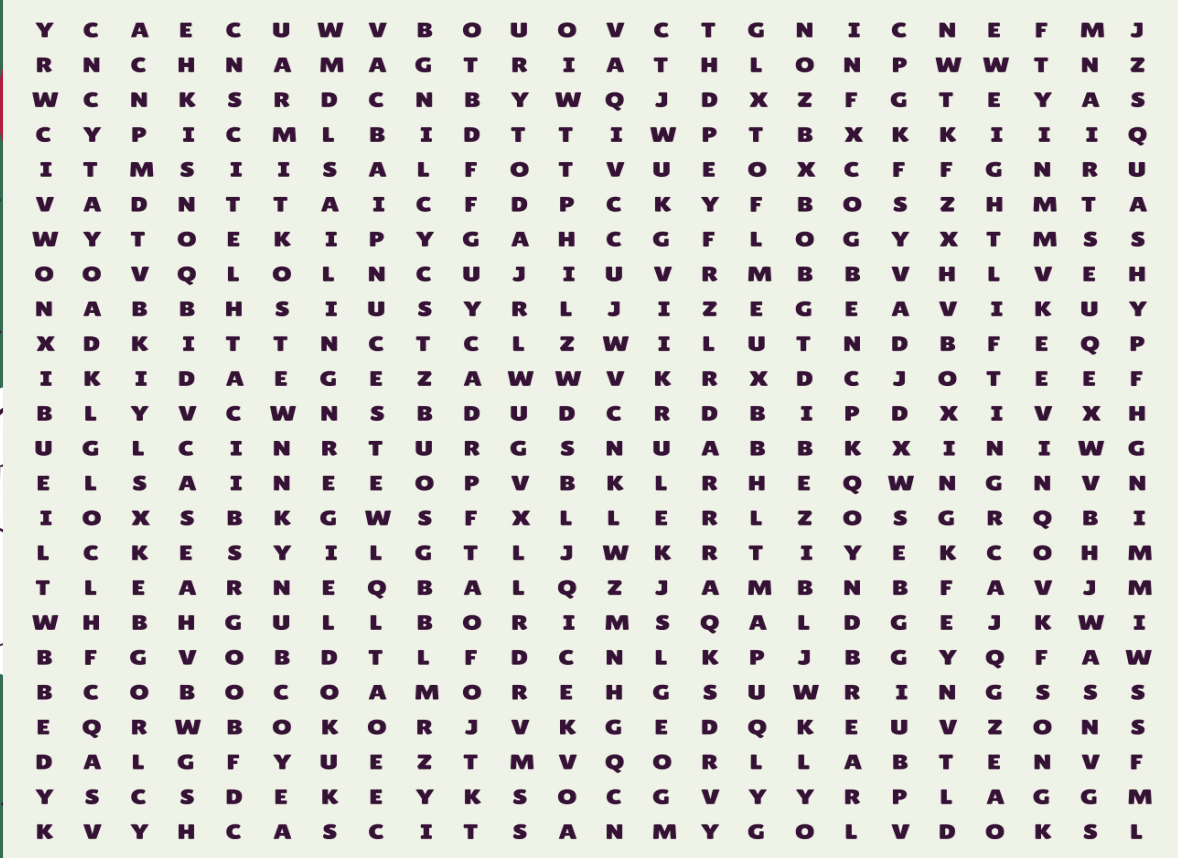 Y C A E C U W V B O U O V C T G N I C N E F M J
R N C H N A M A G T R I A T H L O N P W W T N Z
W C N K S R D C N B Y W Q J D X Z F G T E Y A S
C Y P I C M L B I D T T I W P T B X K K I I I Q
I T M S I I S A L F O T V U E O X C F F G N R U
V A D N T T A I C F D P C K Y F B O S Z H M T A
W Y T O E K I P Y G A H C G F L O G Y X T M S S
O O V Q L O L N C U J I U V R M B B V H L V E H
N A B B H S I U S Y R L J I Z E G E A V I K U Y
X D K I T T N C T C L Z W I L U T N D B F E Q P
I K I D A E G E Z A W W V K R X D C J O T E E F
B L Y V C W N S B D U D C R D B I P D X I V X H
U G L C I N R T U R G S N U A B B K X I N I W G
E L S A I N E E O P V B K L R H E Q W N G N V N
I O X S B K G W S F X L L E R L Z O S G R Q B I
L C K E S Y I L G T L J W K R T I Y E K C O H M
T L E A R N E Q B A L Q Z J A M B N B F A V J M
W H B H G U L L B O R I M S Q A L D G E J K W I
B F G V O B D T L F D C N L K P J B G Y Q F A W
B C O B O C O A M O R E H G S U W R I N G S S S
E Q R W B O K O R J V K G E D Q K E U V Z O N S
D A L G F Y U E Z T M V Q O R L L A B T E N V F
Y S C S D E K E Y K S O C G V Y Y R P L A G G M
K V Y H C A S C I T S A N M Y G O L V D O K S L